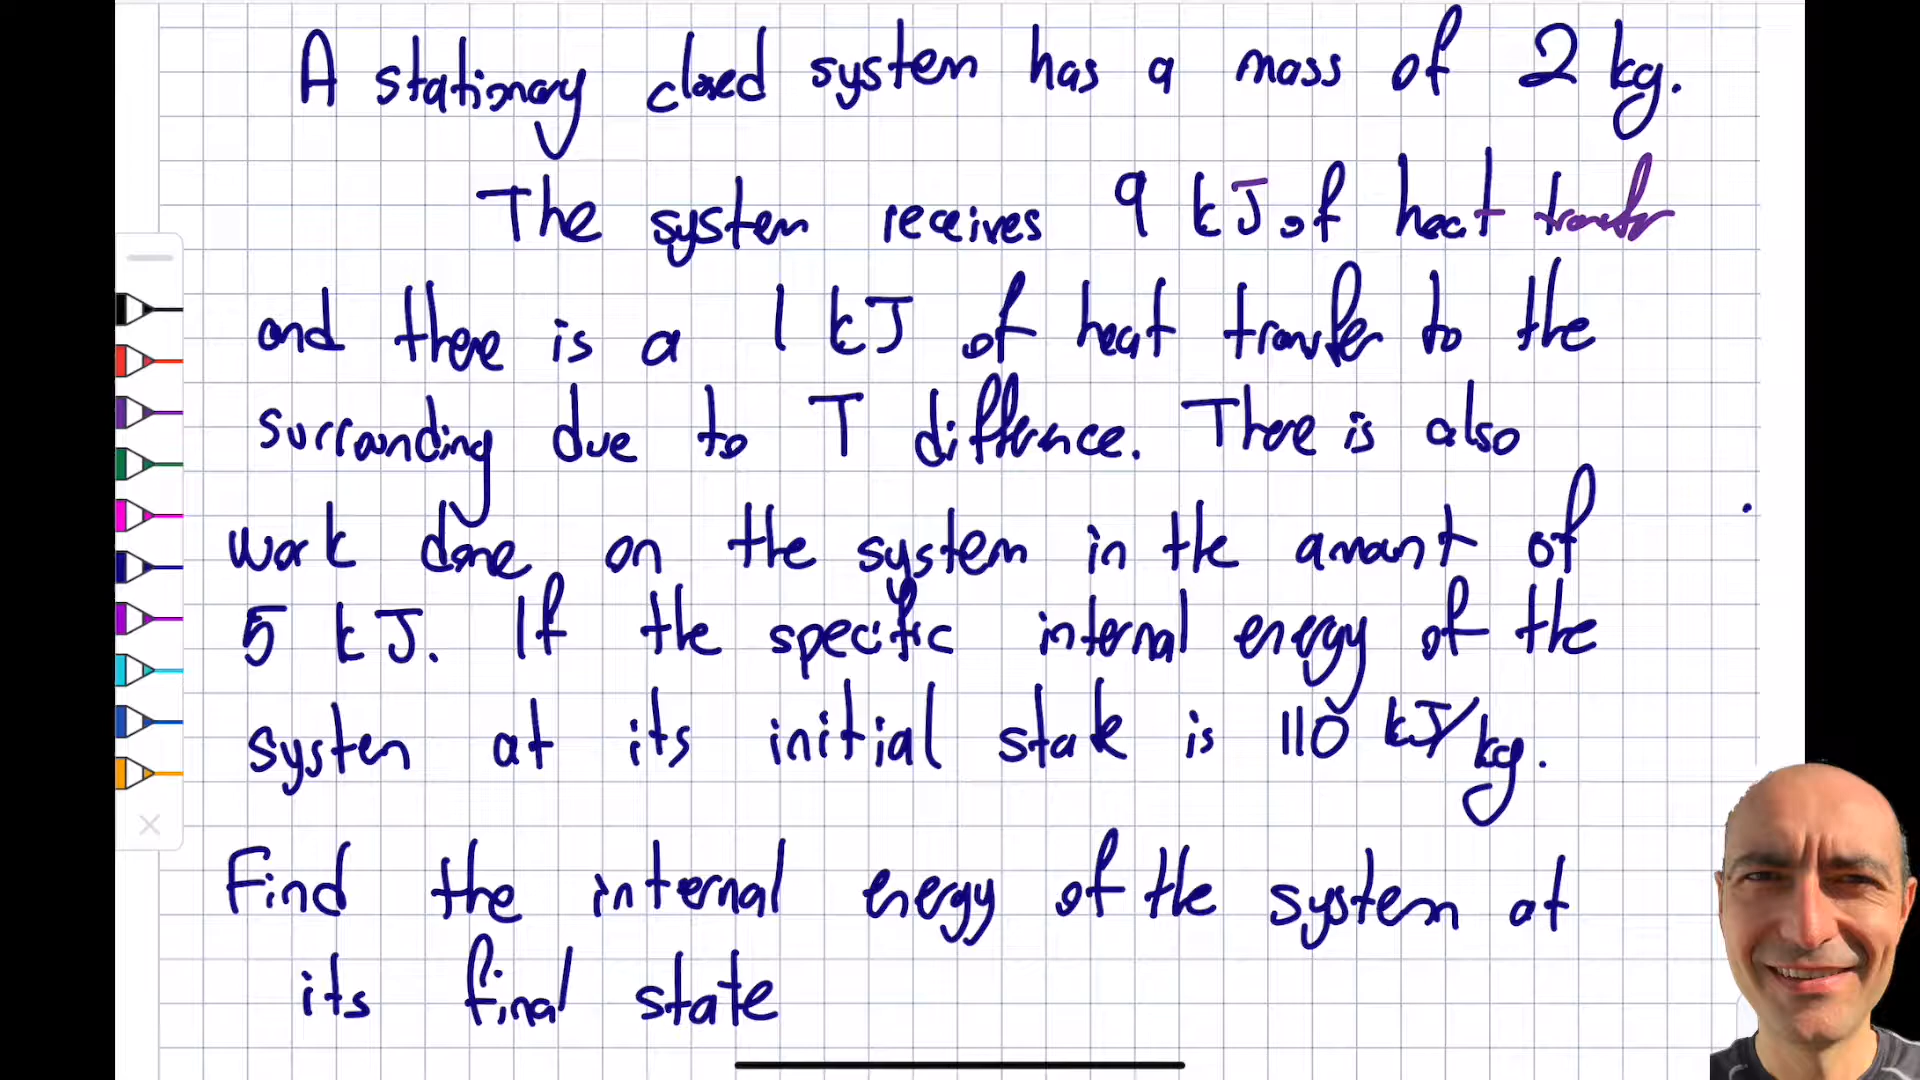 A stationary closed system has a mass of 2 kg.
The system receives 9 kJ of heat transfer
and there is a 1 kJ of heat transfer to the
surrounding due to T difference. There is also
work done on the system in the amount of
5 kJ. If the specific internal energy of the
system at its initial state is 110 kJ/kg.
Find the internal energy of the system at
its final state